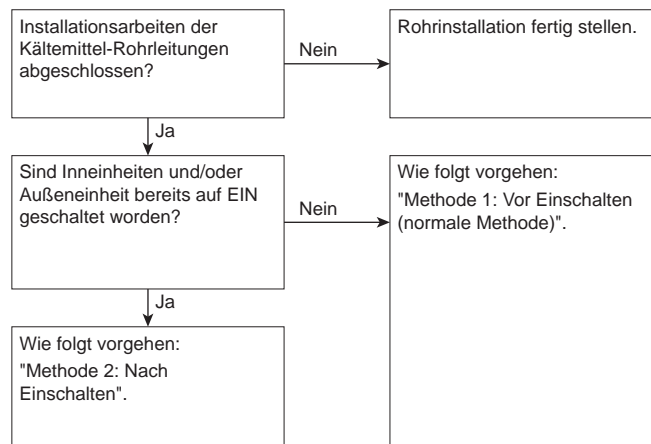 Installationsarbeiten der
Kältemittel-Rohrleitungen
abgeschlossen?
Nein
Rohrinstallation fertig stellen.
Ja
Sind Inneinheiten und/oder
Außeneinheit bereits auf EIN
geschaltet worden?
Nein
Wie folgt vorgehen:
"Methode 1: Vor Einschalten
(normale Methode)".
Ja
Wie folgt vorgehen:
"Methode 2: Nach
Einschalten".